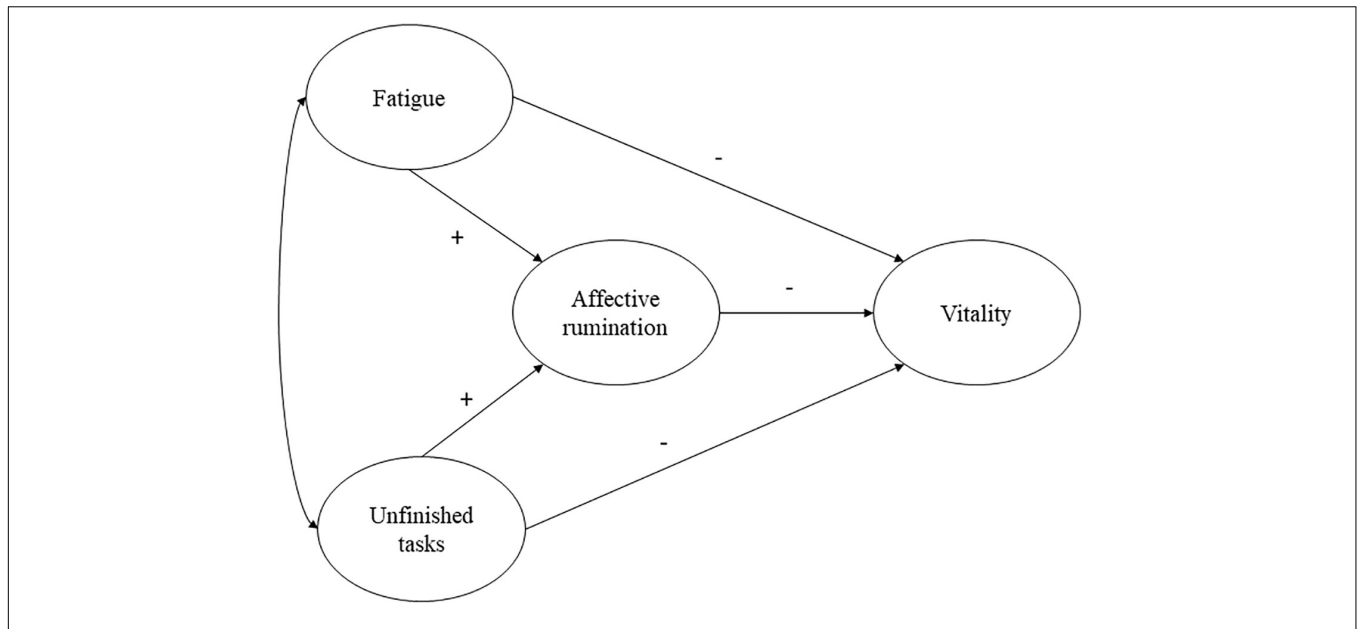 Fatigue
-
+
Affective
rumination
-
Vitality
+
-
Unfinished
tasks